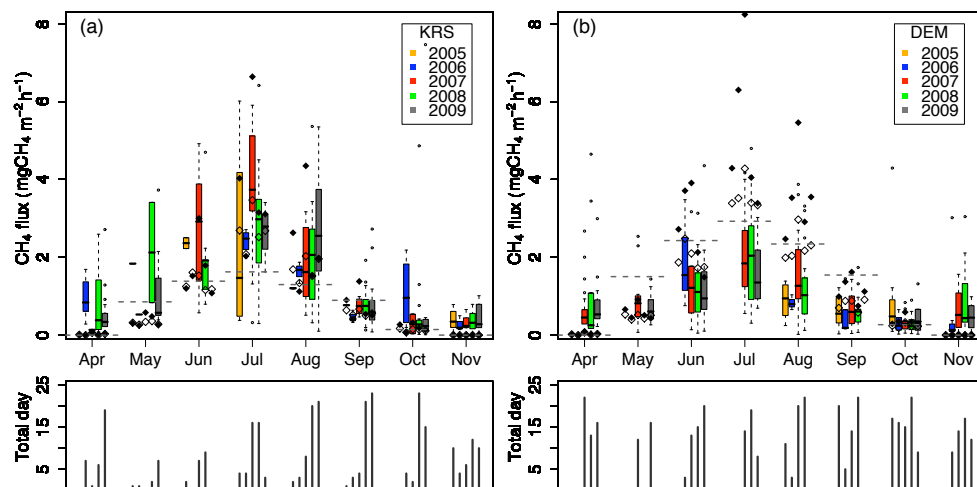 (a)
KRS
2005
2006
2007
2008
2009
CH4 flux (mgCH4 m−2 h−1)
8
6
4
2
0
Apr May Jun Jul Aug Sep Oct Nov
(b)
DEM
2005
2006
2007
2008
2009
CH4 flux (mgCH4 m−2 h−1)
8
6
4
2
0
Apr May Jun Jul Aug Sep Oct Nov
Total day
25
15
5
Total day
25
15
5